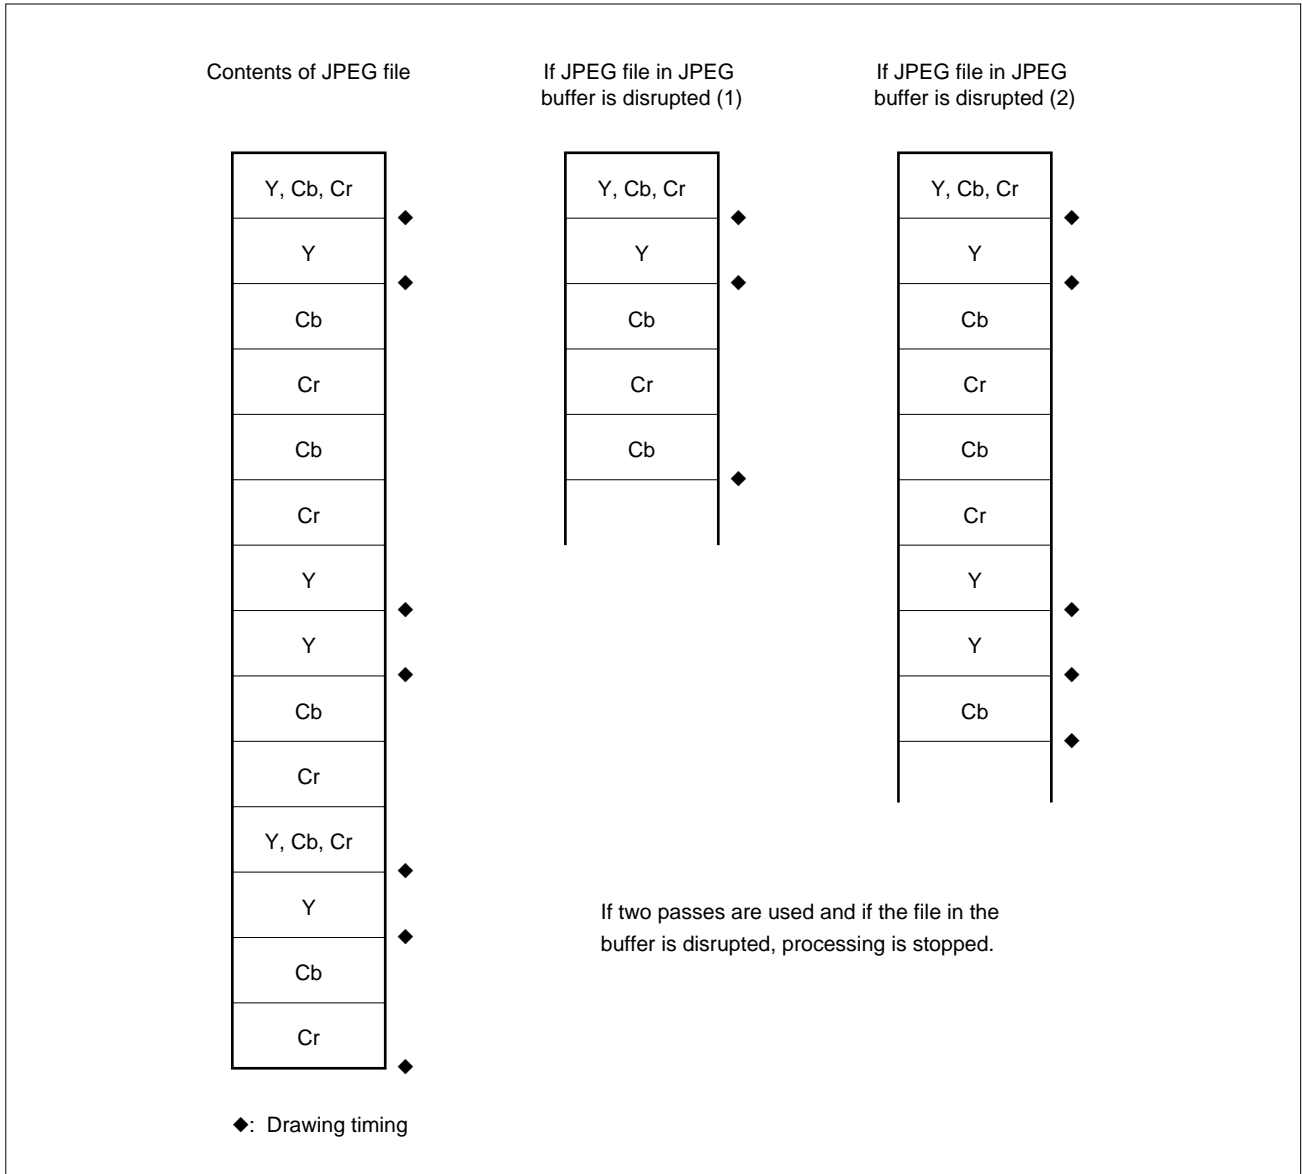 Contents of JPEG file
If JPEG file in JPEG
buffer is disrupted (1)
If JPEG file in JPEG
buffer is disrupted (2)
Y, Cb, Cr
Y
Cb
Cr
Cb
Cr
Y
Y
Cb
Cr
Y, Cb, Cr
Y
Cb
Cr
Y, Cb, Cr
Y
Cb
Cr
Cb
Y, Cb, Cr
Y
Cb
Cr
Cb
Cr
Y
Y
Cb
If two passes are used and if the file in the
buffer is disrupted, processing is stopped.
◆: Drawing timing